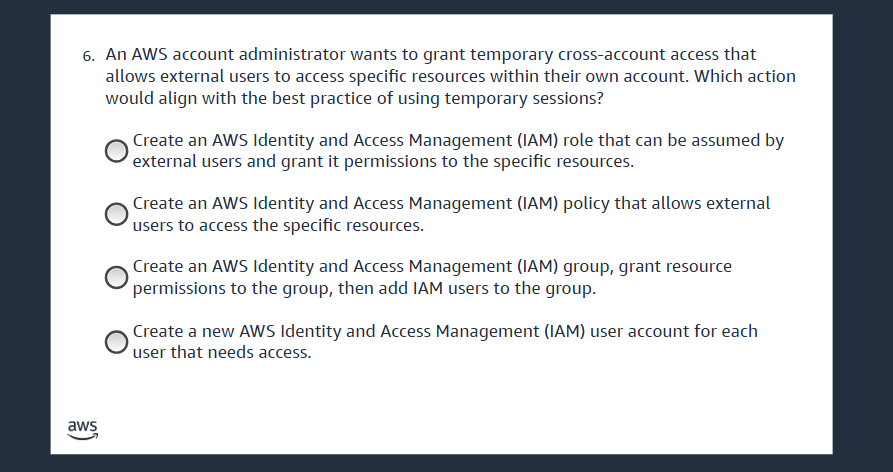 6. An AWS account administrator wants to grant temporary cross-account access that
allows external users to access specific resources within their own account. Which action
would align with the best practice of using temporary sessions?
Create an AWS Identity and Access Management (IAM) role that can be assumed by
external users and grant it permissions to the specific resources.
Create an AWS Identity and Access Management (IAM) policy that allows external
users to access the specific resources.
Create an AWS Identity and Access Management (IAM) group, grant resource
permissions to the group, then add IAM users to the group.
Create a new AWS Identity and Access Management (IAM) user account for each
user that needs access.
aws